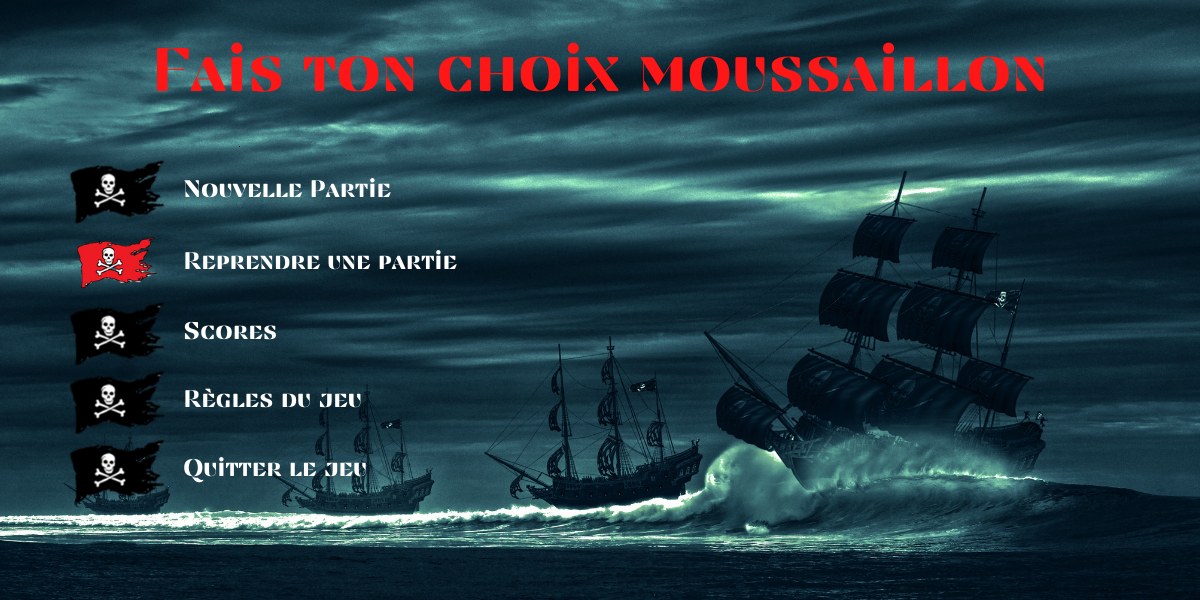 Fais ton choix moussaillon
Nouvelle Partie
Reprendre une partie
Scores
Règles du jeu
Quitter le jeu